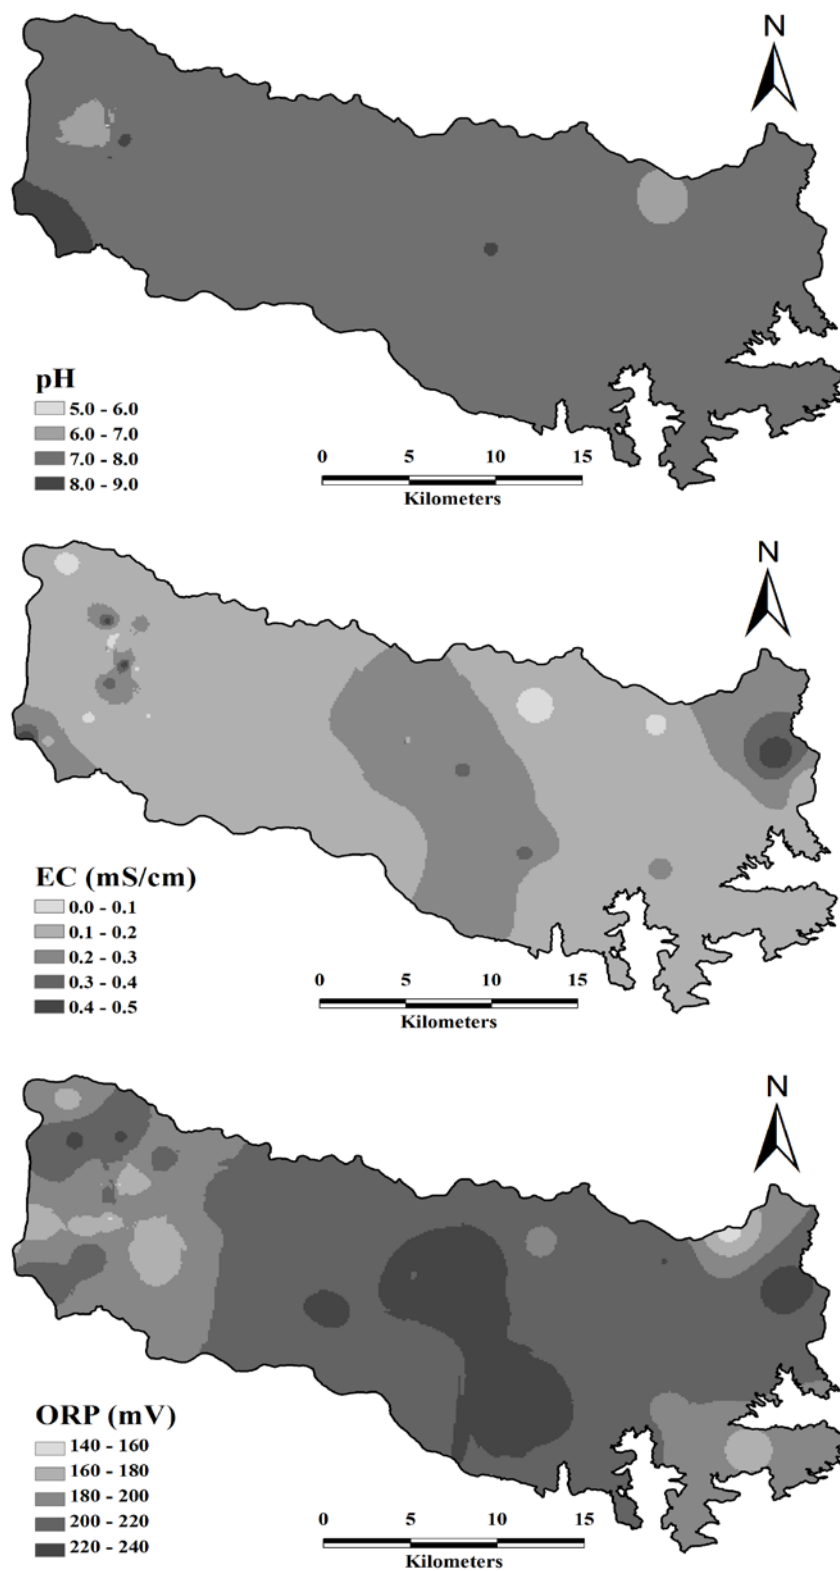 N
pH
5.0 - 6.0
6.0 - 7.0
7.0 - 8.0
8.0 - 9.0
0 5 10 15
Kilometers
N
EC (mS/cm)
0.0 - 0.1
0.1 - 0.2
0.2 - 0.3
0.3 - 0.4
0.4 - 0.5
0 5 10 15
Kilometers
N
ORP (mV)
140 - 160
160 - 180
180 - 200
200 - 220
220 - 240
0 5 10 15
Kilometers